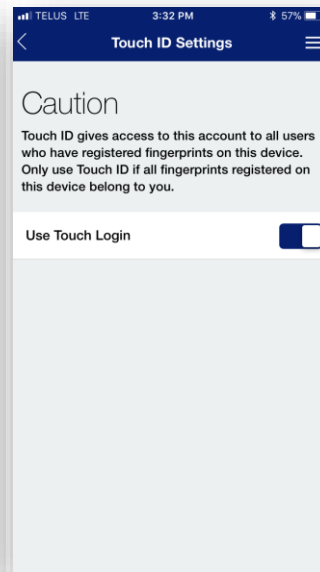 TELUS LTE 3:32 PM 57%
Touch ID Settings
Caution
Touch ID gives access to this account to all users
who have registered fingerprints on this device.
Only use Touch ID if all fingerprints registered on
this device belong to you.
Use Touch Login